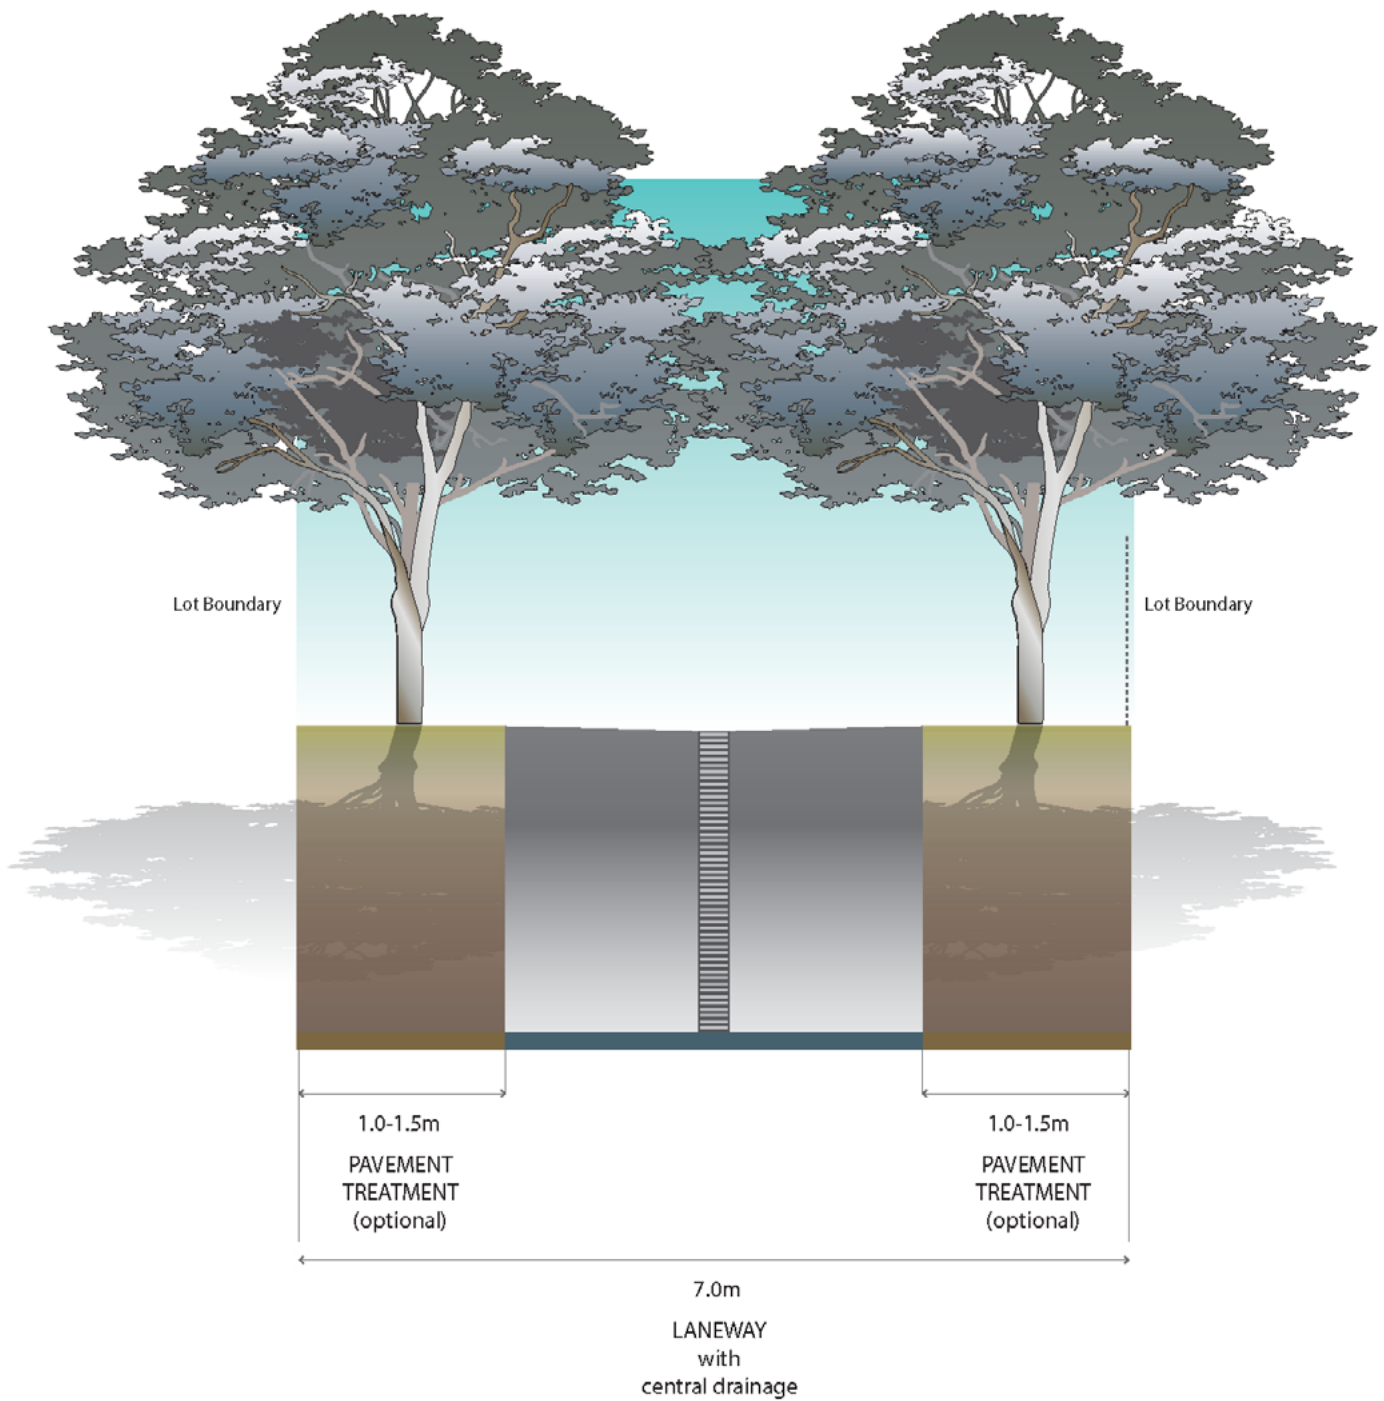 Lot Boundary
Lot Boundary
1.0-1.5m
PAVEMENT
TREATMENT
(optional)
1.0-1.5m
PAVEMENT
TREATMENT
(optional)
7.0m
LANEWAY
with
central drainage